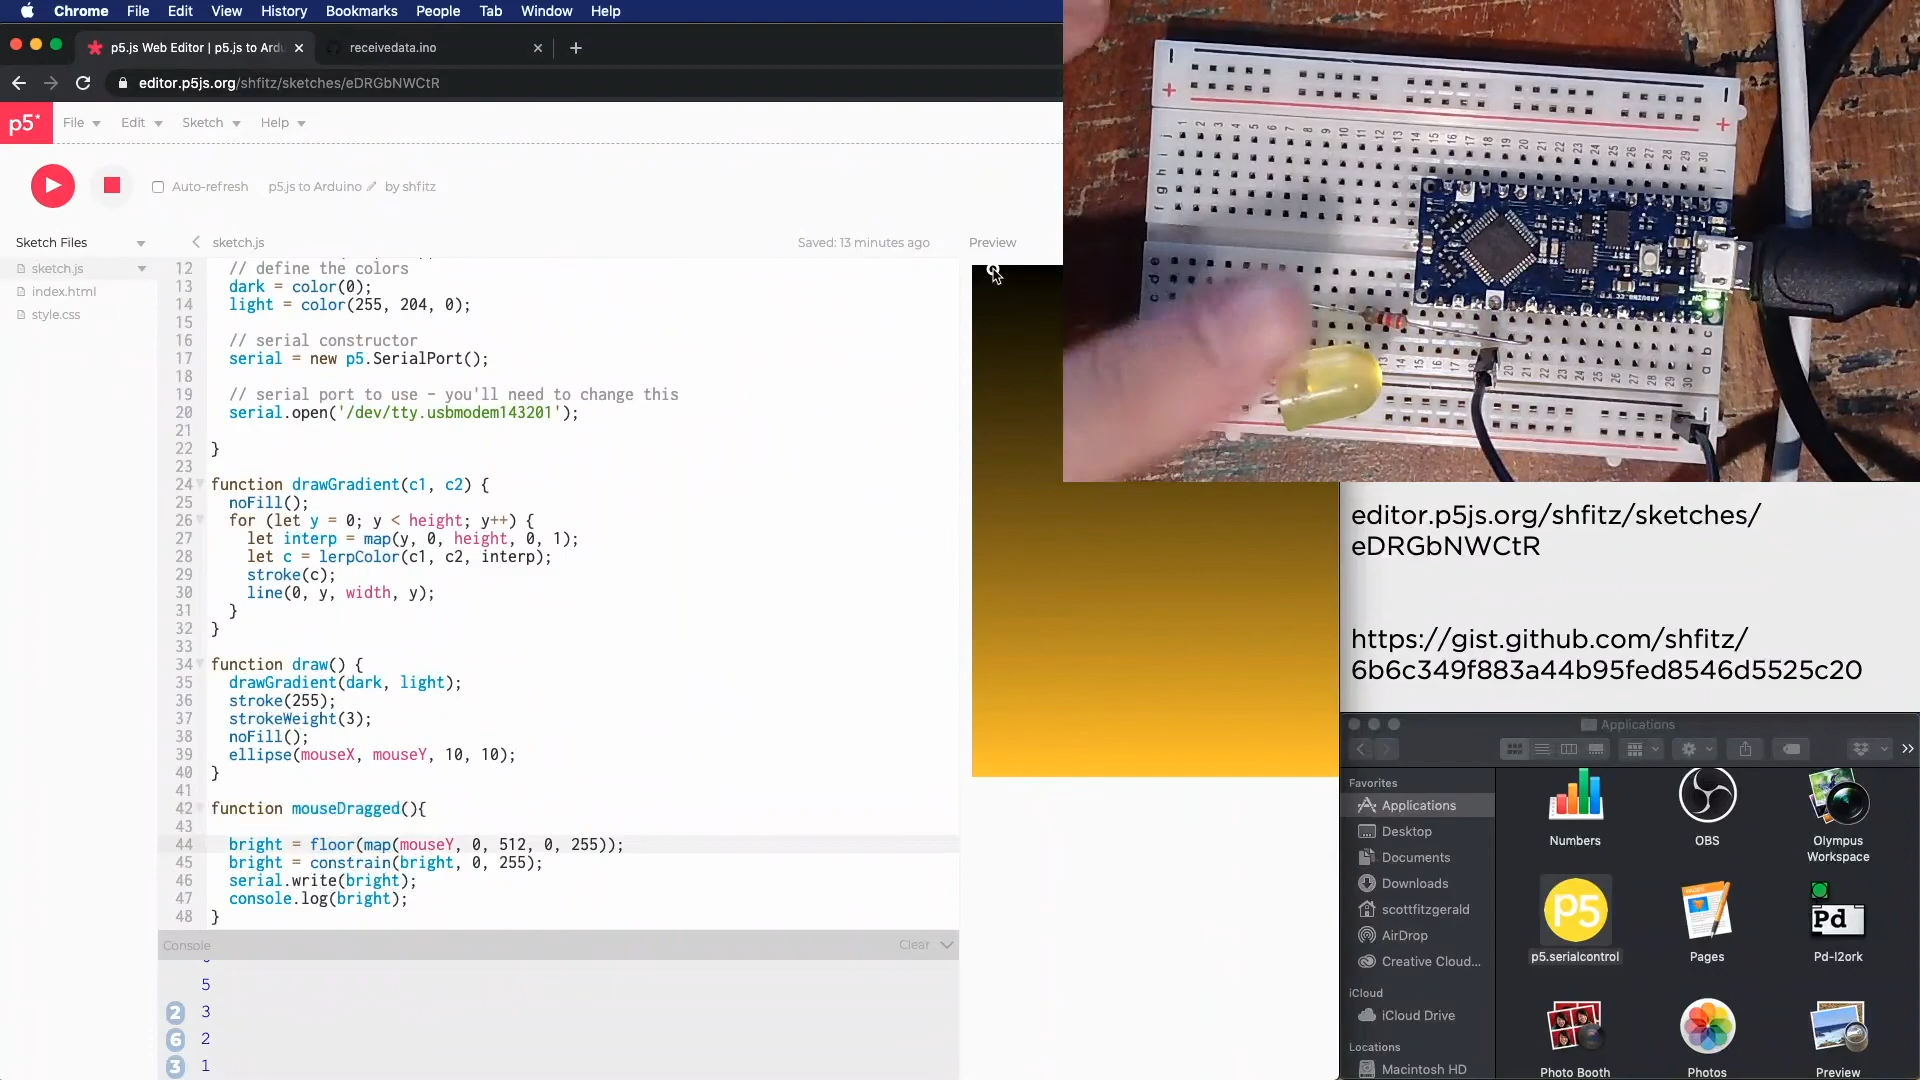 Chrome File Edit View History Bookmarks People Tab Window Help
p5.js Web Editor | p5.js to Ardu
receivedata.ino
editor.p5js.org/shfitz/sketches/eDRGbNWCtR
p5*
File Edit Sketch Help
Auto-refresh p5.js to Arduino by shfitz
Sketch Files
sketch.js
index.html
style.css
sketch.js
Saved: 13 minutes ago
Preview
12 // define the colors
13 dark = color(0);
14 light = color(255, 204, 0);
15
16 // serial constructor
17 serial = new p5.SerialPort();
18
19 // serial port to use - you'll need to change this
20 serial.open('/dev/tty.usbmodem143201');
21
22 }
23
24 function drawGradient(c1, c2) {
25 noFill();
26 for (let y = 0; y < height; y++) {
27 let interp = map(y, 0, height, 0, 1);
28 let c = lerpColor(c1, c2, interp);
29 stroke(c);
30 line(0, y, width, y);
31 }
32 }
33
34 function draw() {
35 drawGradient(dark, light);
36 stroke(255);
37 strokeWeight(3);
38 noFill();
39 ellipse(mouseX, mouseY, 10, 10);
40 }
41
42 function mouseDragged(){
43
44 bright = floor(map(mouseY, 0, 512, 0, 255));
45 bright = constrain(bright, 0, 255);
46 serial.write(bright);
47 console.log(bright);
48 }
Console
Clear
5
2 3
6 2
3 1
editor.p5js.org/shfitz/sketches/
eDRGbNWCtR
https://gist.github.com/shfitz/
6b6c349f883a44b95fed8546d5525c20
Applications
Favorites
Applications
Desktop
Documents
Downloads
scottfitzgerald
AirDrop
Creative Cloud...
iCloud
iCloud Drive
Locations
Macintosh HD
Numbers
OBS
Olympus
Workspace
p5
p5.serialcontrol
Pages
Pd
Pd-l2ork
Photo Booth
Photos
Preview